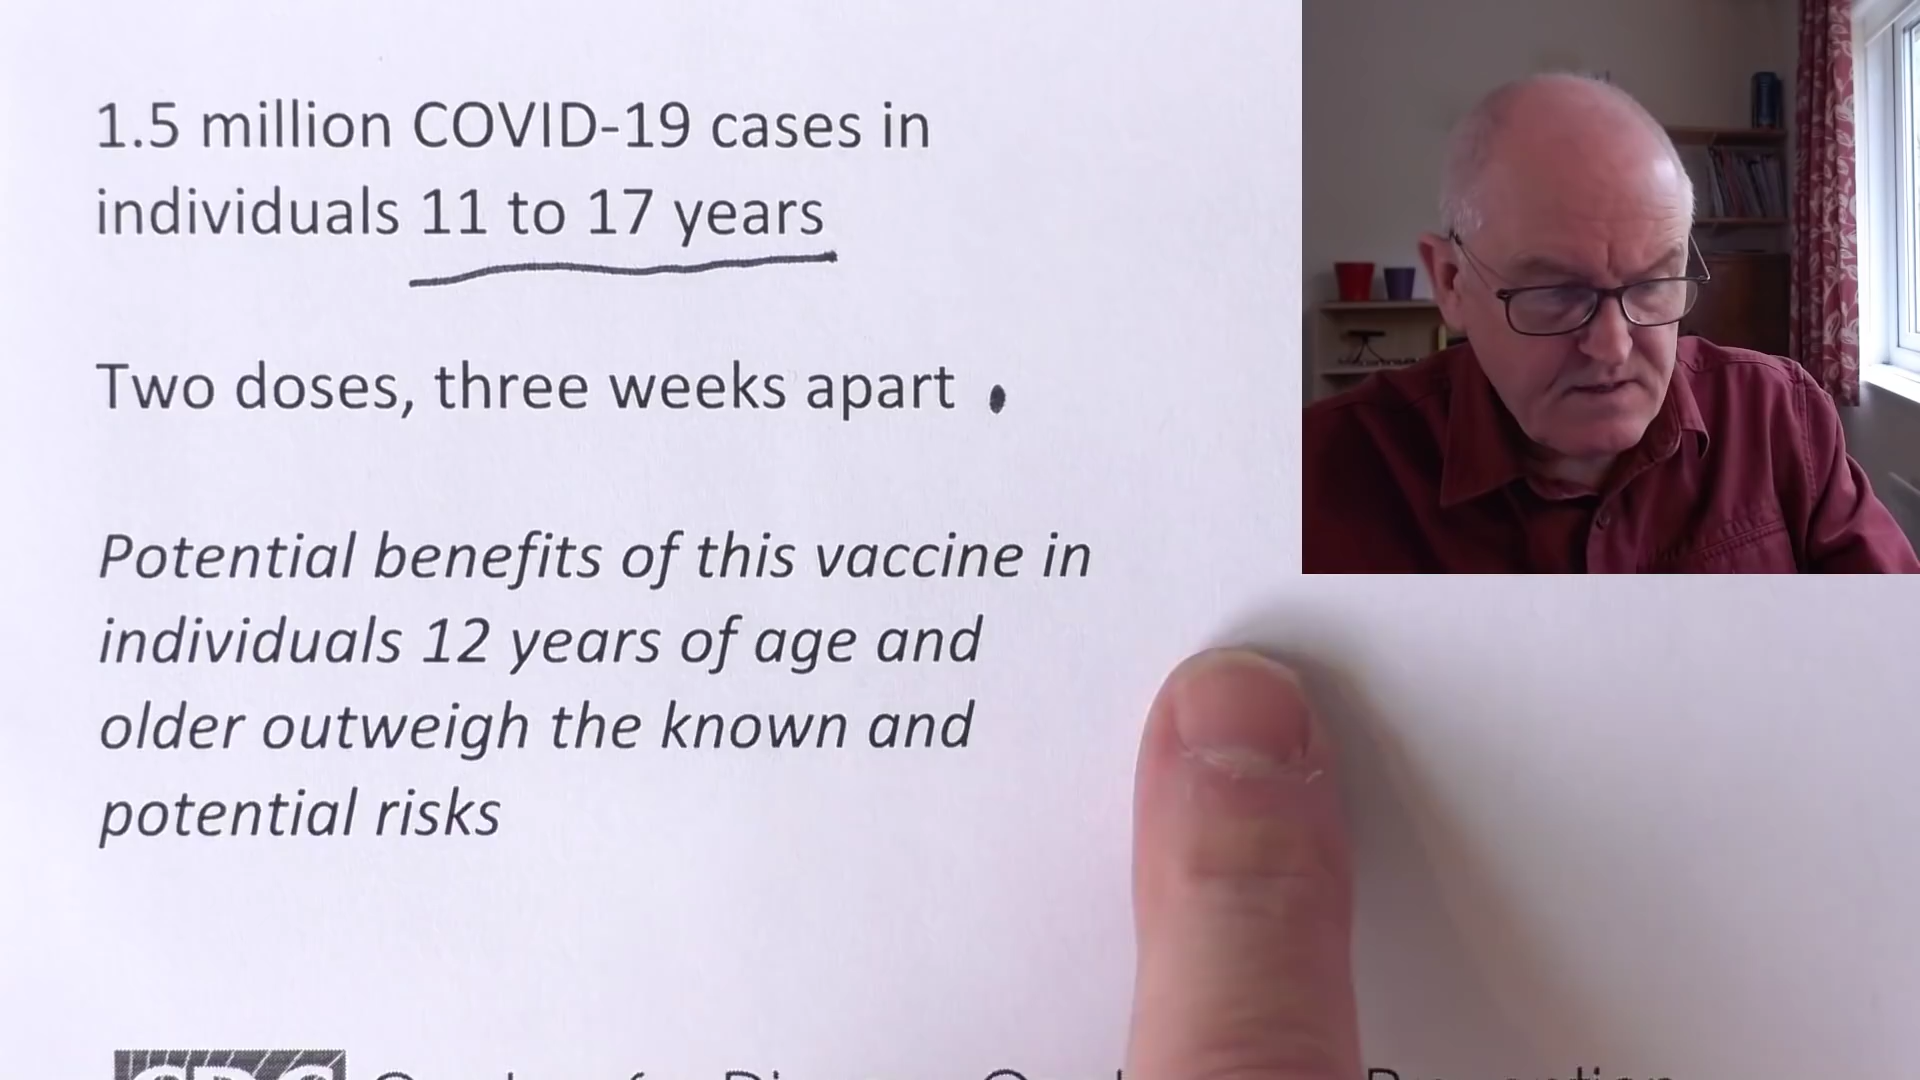 1.5 million COVID-19 cases in
individuals 11 to 17 years
Two doses, three weeks apart
Potential benefits of this vaccine in
individuals 12 years of age and
older outweigh the known and
potential risks